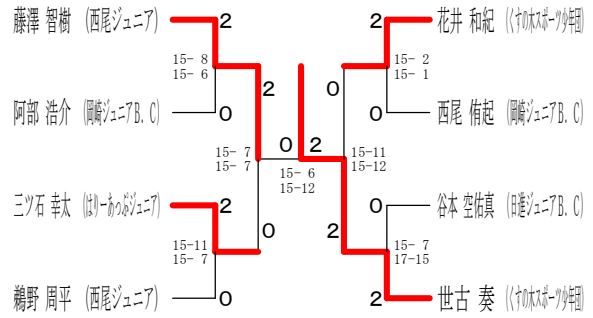 藤澤 智樹 (西尾ジュニア) 2 2 花井 和紀 (くすの木スポーツ少年団)
15- 8 15- 2
15- 6 15- 1
2 0
阿部 浩介 (岡崎ジュニアB.C) 0 0 西尾 侑起 (岡崎ジュニアB.C)
15- 7 0 2 15-11
15- 7 15- 6 15-12
15-12
三ツ石 幸太 (ほりーあっぷジュニア) 2 0 谷本 空佑真 (日進ジュニアB.C)
0 2
15-11 15- 7
15- 7 17-15
鵜野 周平 (西尾ジュニア) 0 2 世古 奏 (くすの木スポーツ少年団)